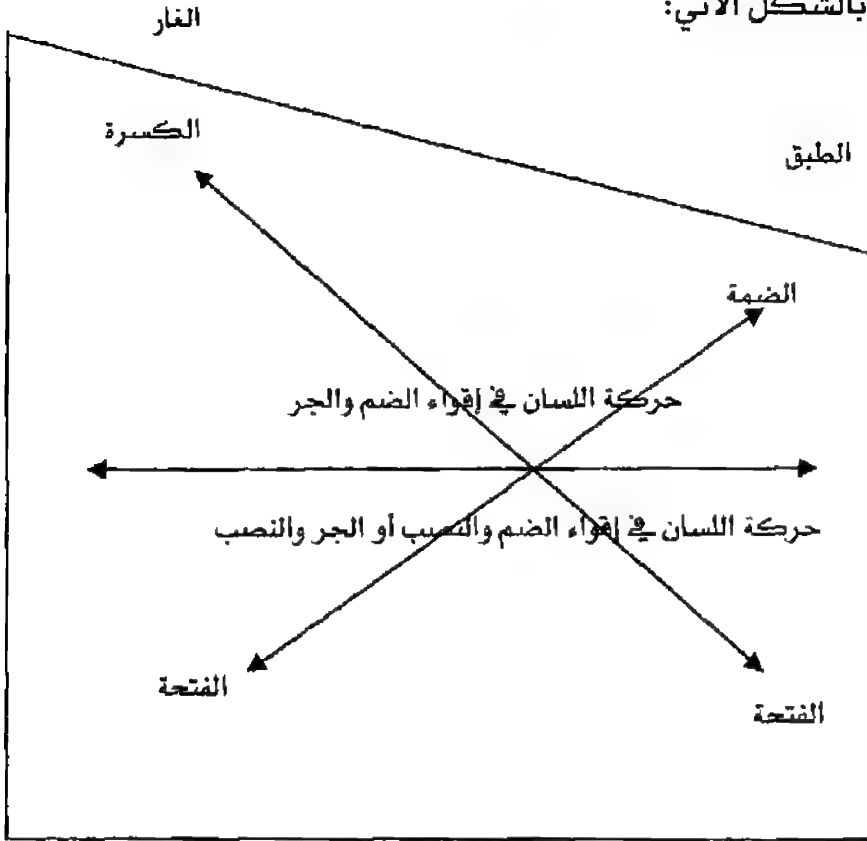 بالشكل الآتي:
الغار
الطبق
الكسرة
الضمة
حركة اللسان في إقواء الضم والجر
حركة اللسان في إقواء الضم والنصب أو الجر والنصب
الفتحة
الفتحة